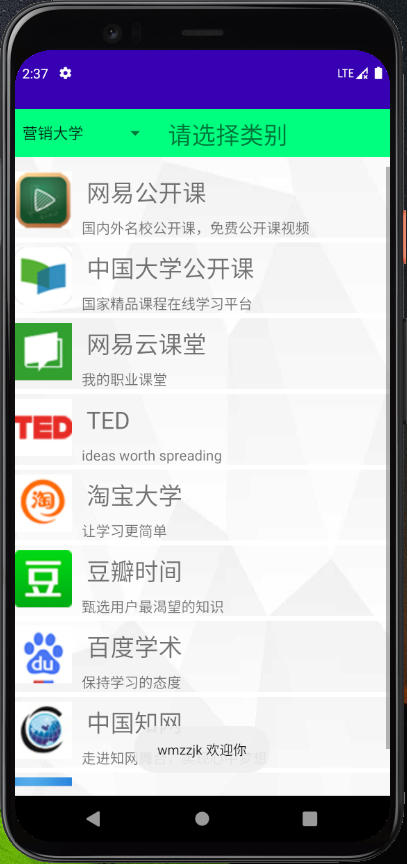 2:37
LTE
营销大学
请选择类别
网易公开课
国内外名校公开课，免费公开课视频
中国大学公开课
国家精品课程在线学习平台
网易云课堂
我的职业课堂
TED
TED
ideas worth spreading
淘
淘宝大学
让学习更简单
豆
豆瓣时间
甄选用户最渴望的知识
du
百度学术
保持学习的态度
中国知网
走进知网
wmzzjk 欢迎你